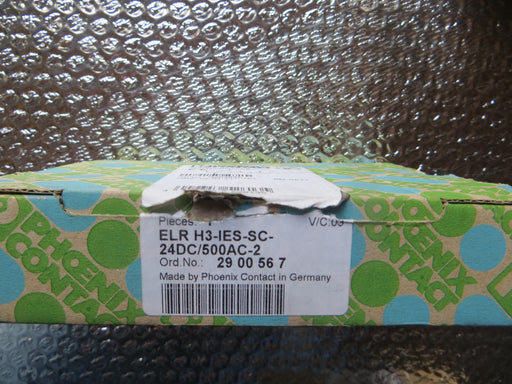 Pieces: 1 V/C:03
ELR H3-IES-SC-
24DC/500AC-2
Ord.No.: 29 00 56 7
Made by Phoenix Contact in Germany
PHOENIX
CONTACT
PHOENIX
CONTACT